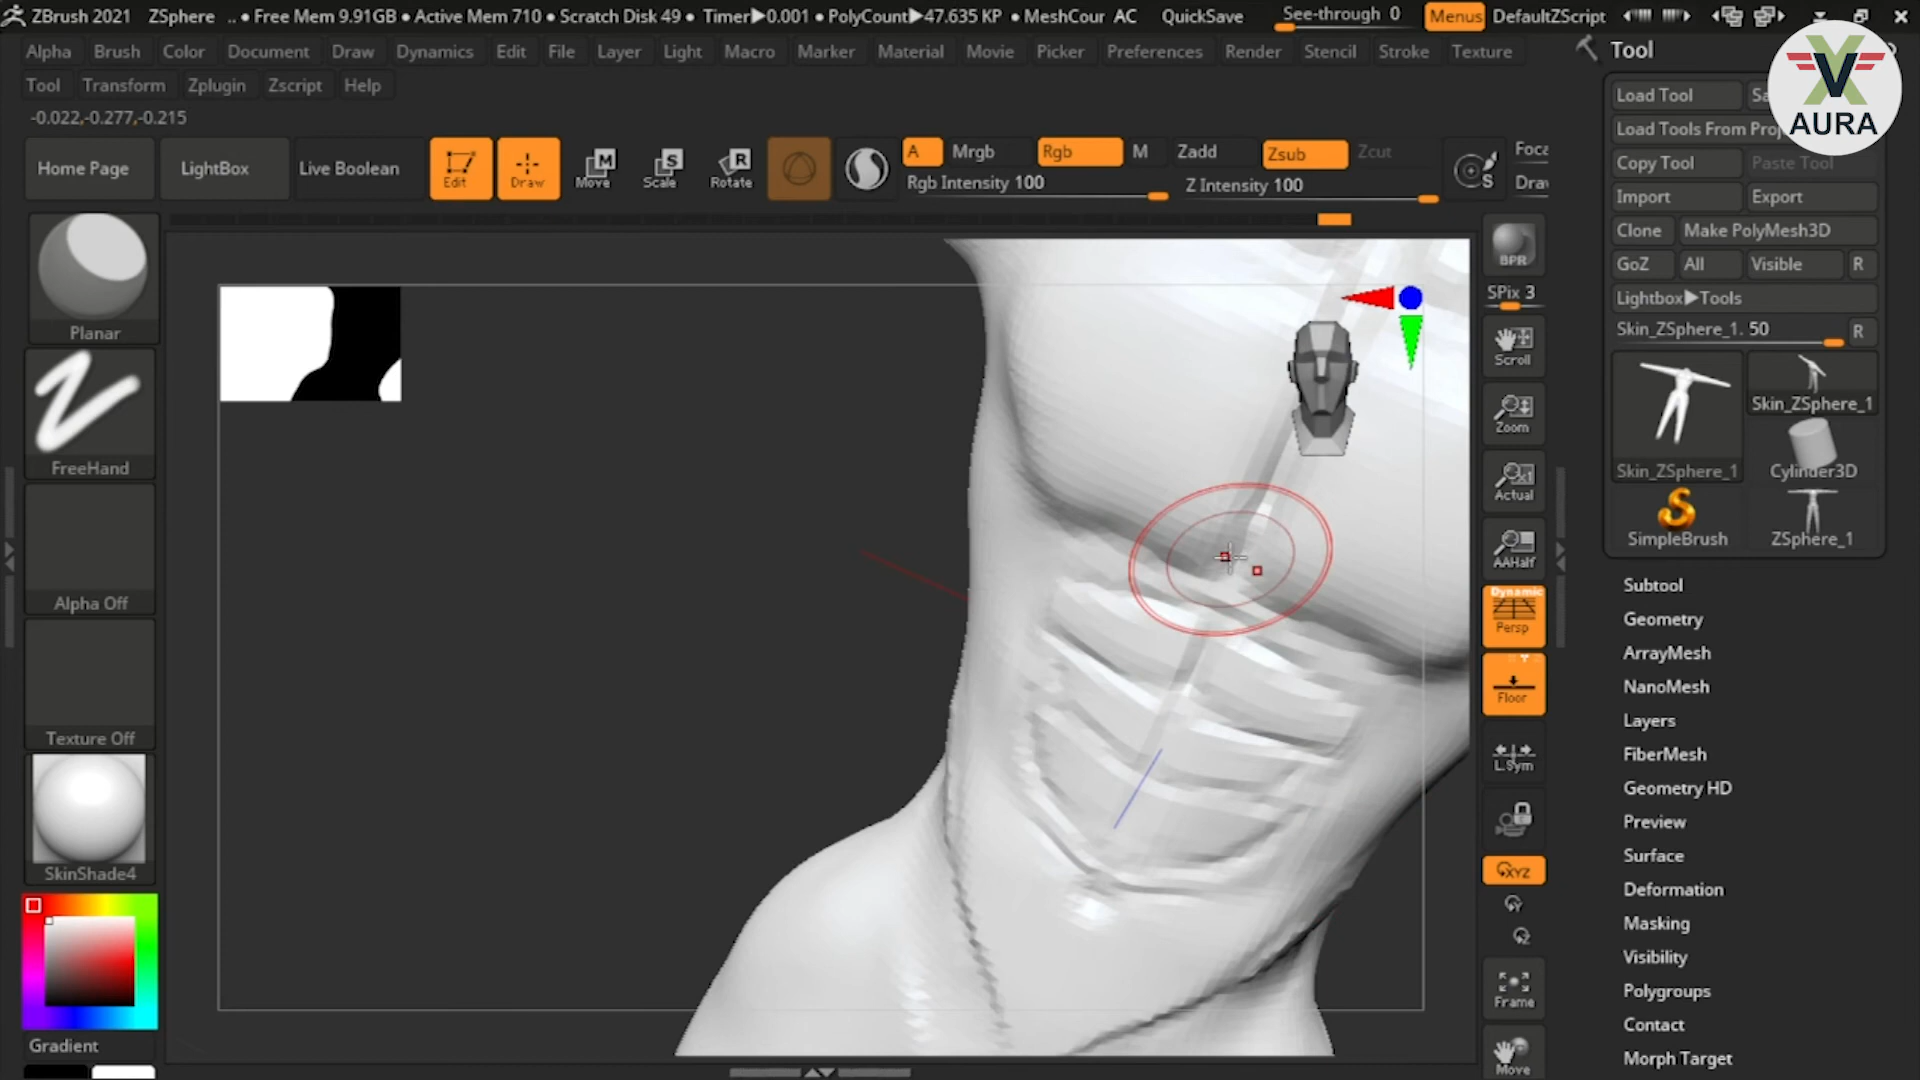 ZBrush 2021 ZSphere .. • Free Mem 9.91GB • Active Mem 710 • Scratch Disk 49 • Timer▶0.001 • PolyCount▶47.635 KP • MeshCour AC QuickSave See-through 0 Menus DefaultZScript
Alpha Brush Color Document Draw Dynamics Edit File Layer Light Macro Marker Material Movie Picker Preferences Render Stencil Stroke Texture
Tool Transform Zplugin Zscript Help
-0.022,-0.277,-0.215
Home Page LightBox Live Boolean Edit Draw Move Scale Rotate
M S R
A Mrgb Rgb M Zadd Zsub Zcut Foca
Rgb Intensity 100 Z Intensity 100 S Drav
Planar
FreeHand
Alpha Off
Texture Off
SkinShade4
Gradient
BPR
SPix 3
Scroll
Zoom
Actual
AAHalf
Dynamic
Persp
Floor
L.Sym
XYZ
Y
Z
Frame
Move
Tool
VX
AURA
Load Tool Sa
Load Tools From Proj
Copy Tool Paste Tool
Import Export
Clone Make PolyMesh3D
GoZ All Visible R
Lightbox▶Tools
Skin_ZSphere_1. 50 R
Skin_ZSphere_1
Skin_ZSphere_1 Cylinder3D
SimpleBrush ZSphere_1
Subtool
Geometry
ArrayMesh
NanoMesh
Layers
FiberMesh
Geometry HD
Preview
Surface
Deformation
Masking
Visibility
Polygroups
Contact
Morph Target